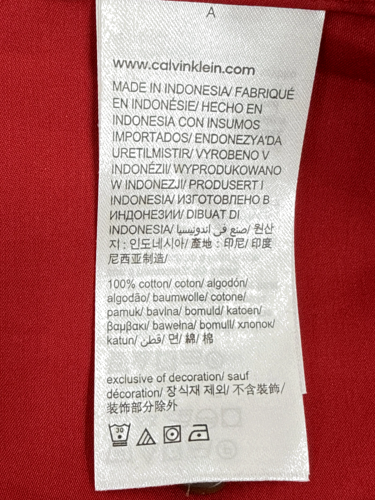 A
www.calvinklein.com
MADE IN INDONESIA/ FABRIQUÉ
EN INDONÉSIE/ HECHO EN
INDONESIA CON INSUMOS
IMPORTADOS/ ENDONEZYA'DA
URETILMISTIR/ VYROBENO V
INDONÉZII/ WYPRODUKOWANO
W INDONEZJI/ PRODUSERT I
INDONESIA/ ИЗГОТОВЛЕНО В
ИНДОНЕЗИИ/ DIBUAT DI
INDONESIA/ صنع في اندونيسيا/ 원산
지 : 인도네시아/ 產地 : 印尼/ 印度
尼西亚制造/
100% cotton/ coton/ algodón/
algodão/ baumwolle/ cotone/
pamuk/ bavlna/ bomuld/ katoen/
βαμβακι/ bawełna/ bomull/ хлопок/
katun/ قطن/ 면/ 綿/ 棉
exclusive of decoration/ sauf
décoration/ 장식재 제외/ 不含裝飾/
装饰部分除外
30